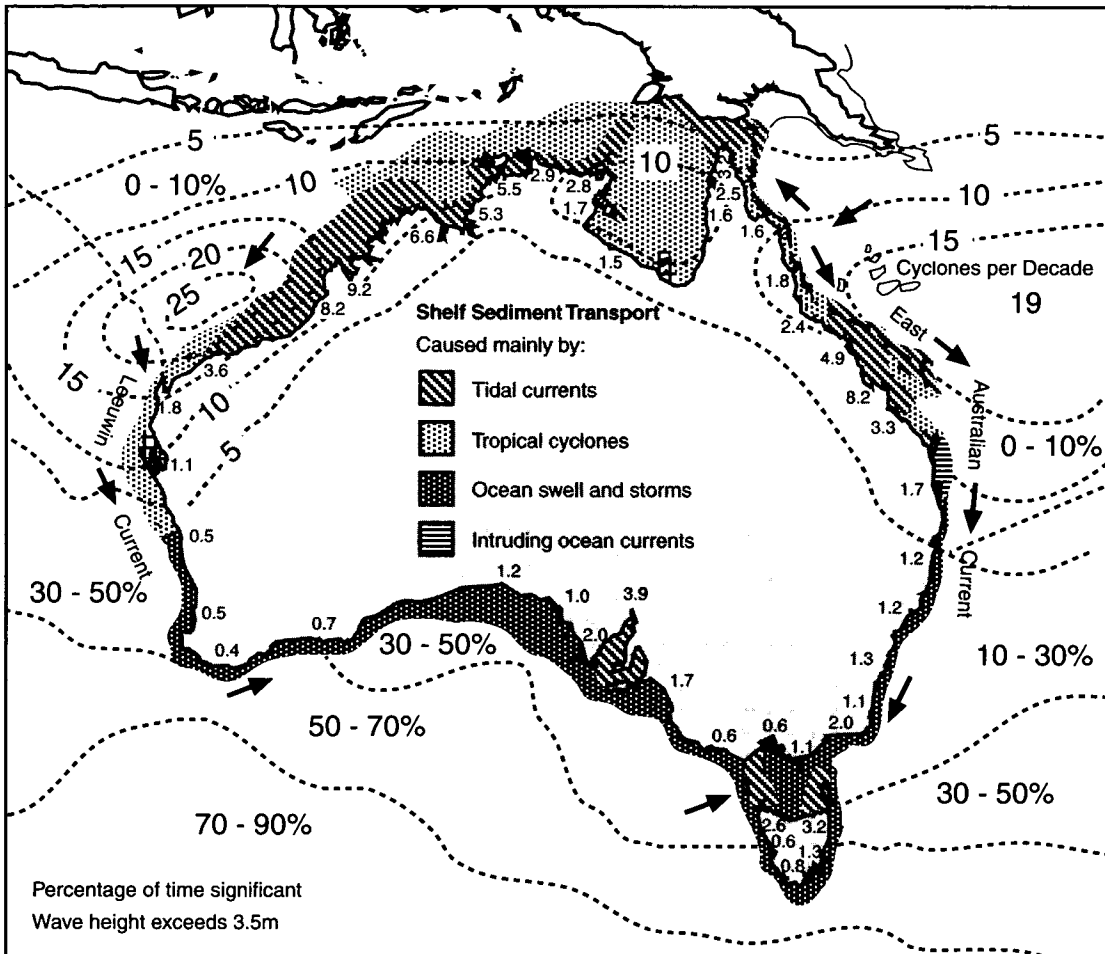 5
5
0 - 10%
10
10
10
3.2
2.9
2.8
5.5
2.5
1.7
1.6
1.6
5.3
6.6
15
20
15
1.5
1.8
Cyclones per Decade
19
25
9.2
8.2
Shelf Sediment Transport
Caused mainly by:
Tidal currents
Tropical cyclones
Ocean swell and storms
Intruding ocean currents
2.4
East
Australian
Current
4.9
8.2
3.3
3.6
15
1.8
10
5
1.1
Leeuwin
Current
0 - 10%
1.7
0.5
1.2
30 - 50%
0.5
0.4
0.7
1.2
1.0
3.9
2.0
1.2
30 - 50%
1.3
10 - 30%
1.7
1.1
50 - 70%
0.6
0.6
2.0
1.1
30 - 50%
70 - 90%
2.6
3.2
0.6
1.3
0.8
Percentage of time significant
Wave height exceeds 3.5m